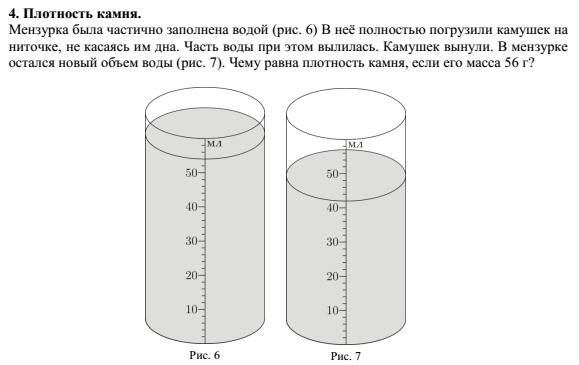 4. Плотность камня.
Мензурка была частично заполнена водой (рис. 6) В неё полностью погрузили камушек на
ниточке, не касаясь им дна. Часть воды при этом вылилась. Камушек вынули. В мензурке
остался новый объем воды (рис. 7). Чему равна плотность камня, если его масса 56 г?
мл
50
40
30
20
10
Рис. 6
мл
50
40
30
20
10
Рис. 7